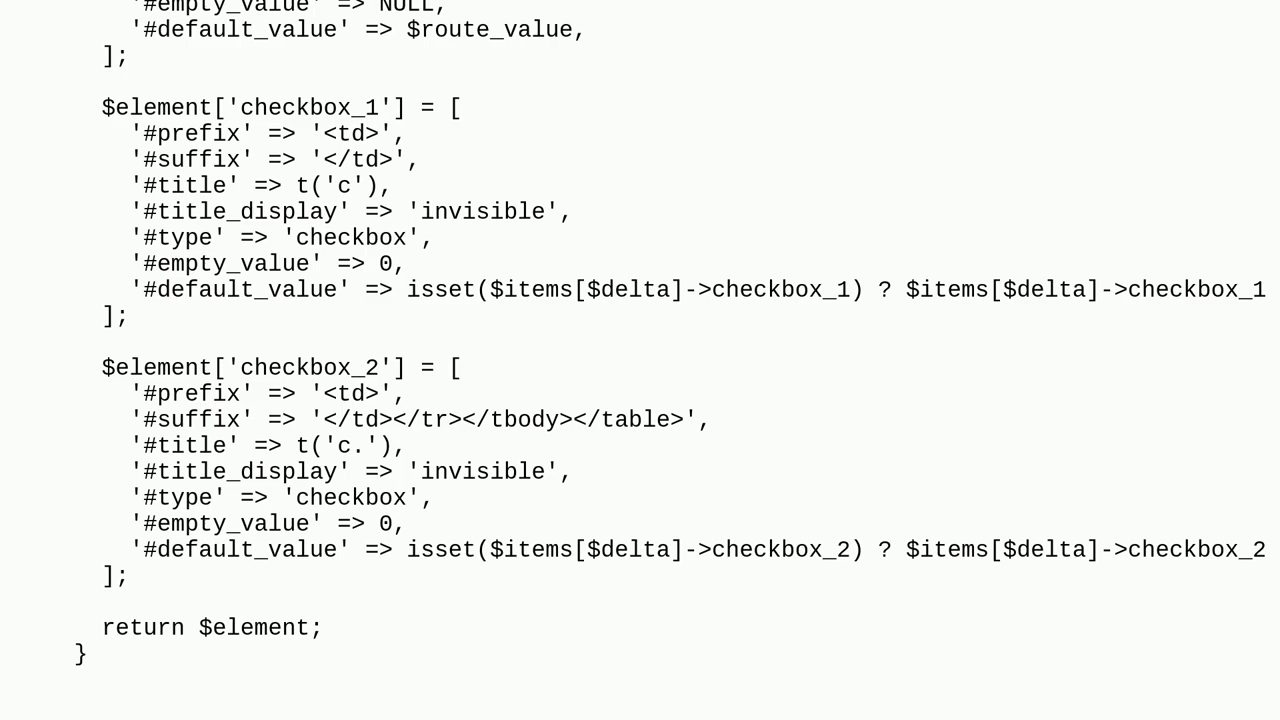 '#empty_value' => NULL,
'#default_value' => $route_value,
];
$element['checkbox_1'] = [
'#prefix' => '<td>',
'#suffix' => '</td>',
'#title' => t('c'),
'#title_display' => 'invisible',
'#type' => 'checkbox',
'#empty_value' => 0,
'#default_value' => isset($items[$delta]->checkbox_1) ? $items[$delta]->checkbox_1
];
$element['checkbox_2'] = [
'#prefix' => '<td>',
'#suffix' => '</td></tr></tbody></table>',
'#title' => t('c.'),
'#title_display' => 'invisible',
'#type' => 'checkbox',
'#empty_value' => 0,
'#default_value' => isset($items[$delta]->checkbox_2) ? $items[$delta]->checkbox_2
];
return $element;
}